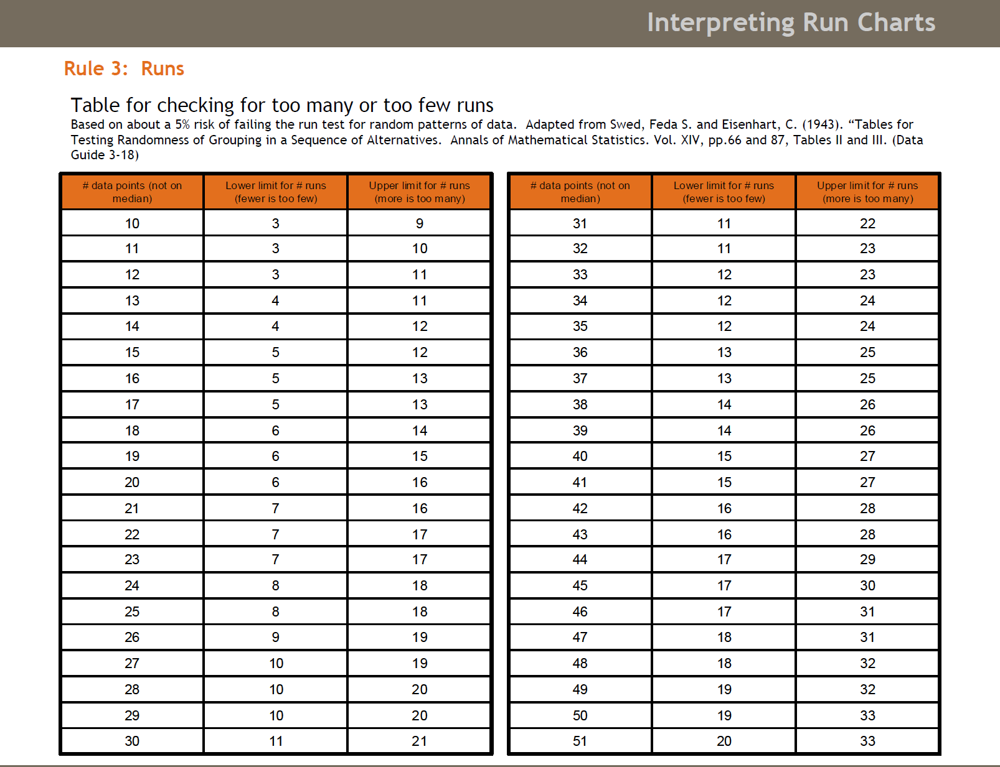 Interpreting Run Charts
Rule 3: Runs
Table for checking for too many or too few runs
Based on about a 5% risk of failing the run test for random patterns of data. Adapted from Swed, Feda S. and Eisenhart, C. (1943). “Tables for
Testing Randomness of Grouping in a Sequence of Alternatives. Annals of Mathematical Statistics. Vol. XIV, pp.66 and 87, Tables II and III. (Data
Guide 3-18)
# data points (not on
median)
Lower limit for # runs
(fewer is too few)
Upper limit for # runs
(more is too many)
10 3 9
11 3 10
12 3 11
13 4 11
14 4 12
15 5 12
16 5 13
17 5 13
18 6 14
19 6 15
20 6 16
21 7 16
22 7 17
23 7 17
24 8 18
25 8 18
26 9 19
27 10 19
28 10 20
29 10 20
30 11 21
# data points (not on
median)
Lower limit for # runs
(fewer is too few)
Upper limit for # runs
(more is too many)
31 11 22
32 11 23
33 12 23
34 12 24
35 12 24
36 13 25
37 13 25
38 14 26
39 14 26
40 15 27
41 15 27
42 16 28
43 16 28
44 17 29
45 17 30
46 17 31
47 18 31
48 18 32
49 19 32
50 19 33
51 20 33